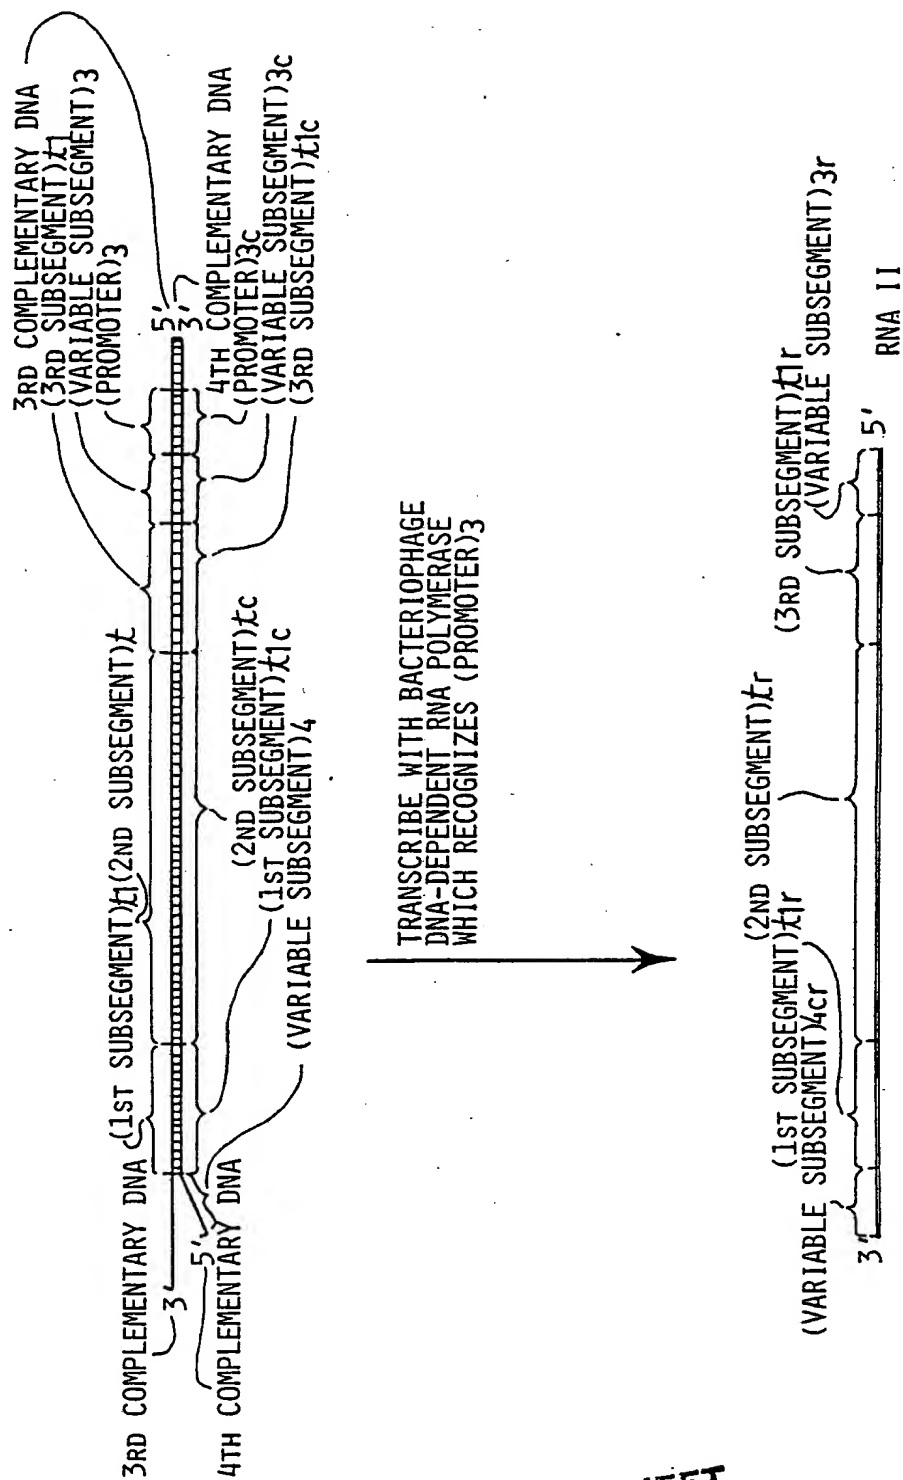 3RD COMPLEMENTARY DNA
(3RD SUBSEGMENT)t1
(VARIABLE SUBSEGMENT)3
(PROMOTER)3
(1ST SUBSEGMENT)t1
(2ND SUBSEGMENT)t
3RD COMPLEMENTARY DNA
3'
5'
5'
3'
4TH COMPLEMENTARY DNA
4TH COMPLEMENTARY DNA
(PROMOTER)3c
(VARIABLE SUBSEGMENT)3c
(3RD SUBSEGMENT)t1c
(2ND SUBSEGMENT)tc
(1ST SUBSEGMENT)t1c
(VARIABLE SUBSEGMENT)4
TRANSCRIBE WITH BACTERIOPHAGE
DNA-DEPENDENT RNA POLYMERASE
WHICH RECOGNIZES (PROMOTER)3
(2ND SUBSEGMENT)tr
(1ST SUBSEGMENT)t1r
(VARIABLE SUBSEGMENT)4cr
(3RD SUBSEGMENT)t1r
(VARIABLE SUBSEGMENT)3r
3'
5'
RNA II